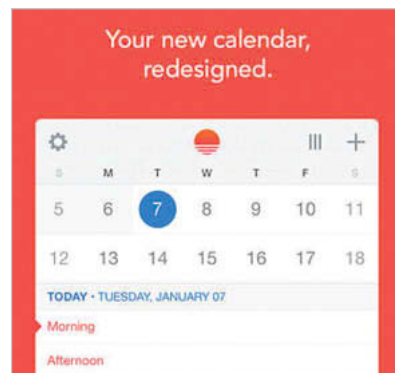 Your new calendar,
redesigned.
S M T W T F S
5 6 7 8 9 10 11
12 13 14 15 16 17 18
TODAY • TUESDAY, JANUARY 07
Morning
Afternoon